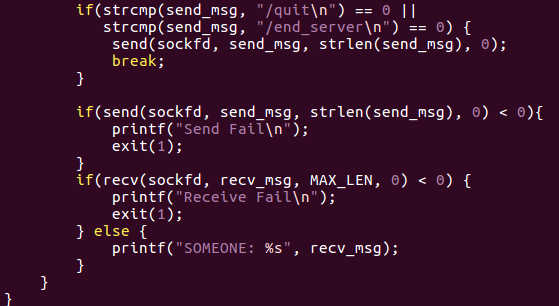 if(strcmp(send_msg, "/quit\n") == 0 ||
strcmp(send_msg, "/end_server\n") == 0) {
send(sockfd, send_msg, strlen(send_msg), 0);
break;
}
if(send(sockfd, send_msg, strlen(send_msg), 0) < 0){
printf("Send Fail\n");
exit(1);
}
if(recv(sockfd, recv_msg, MAX_LEN, 0) < 0) {
printf("Receive Fail\n");
exit(1);
} else {
printf("SOMEONE: %s", recv_msg);
}
}
}